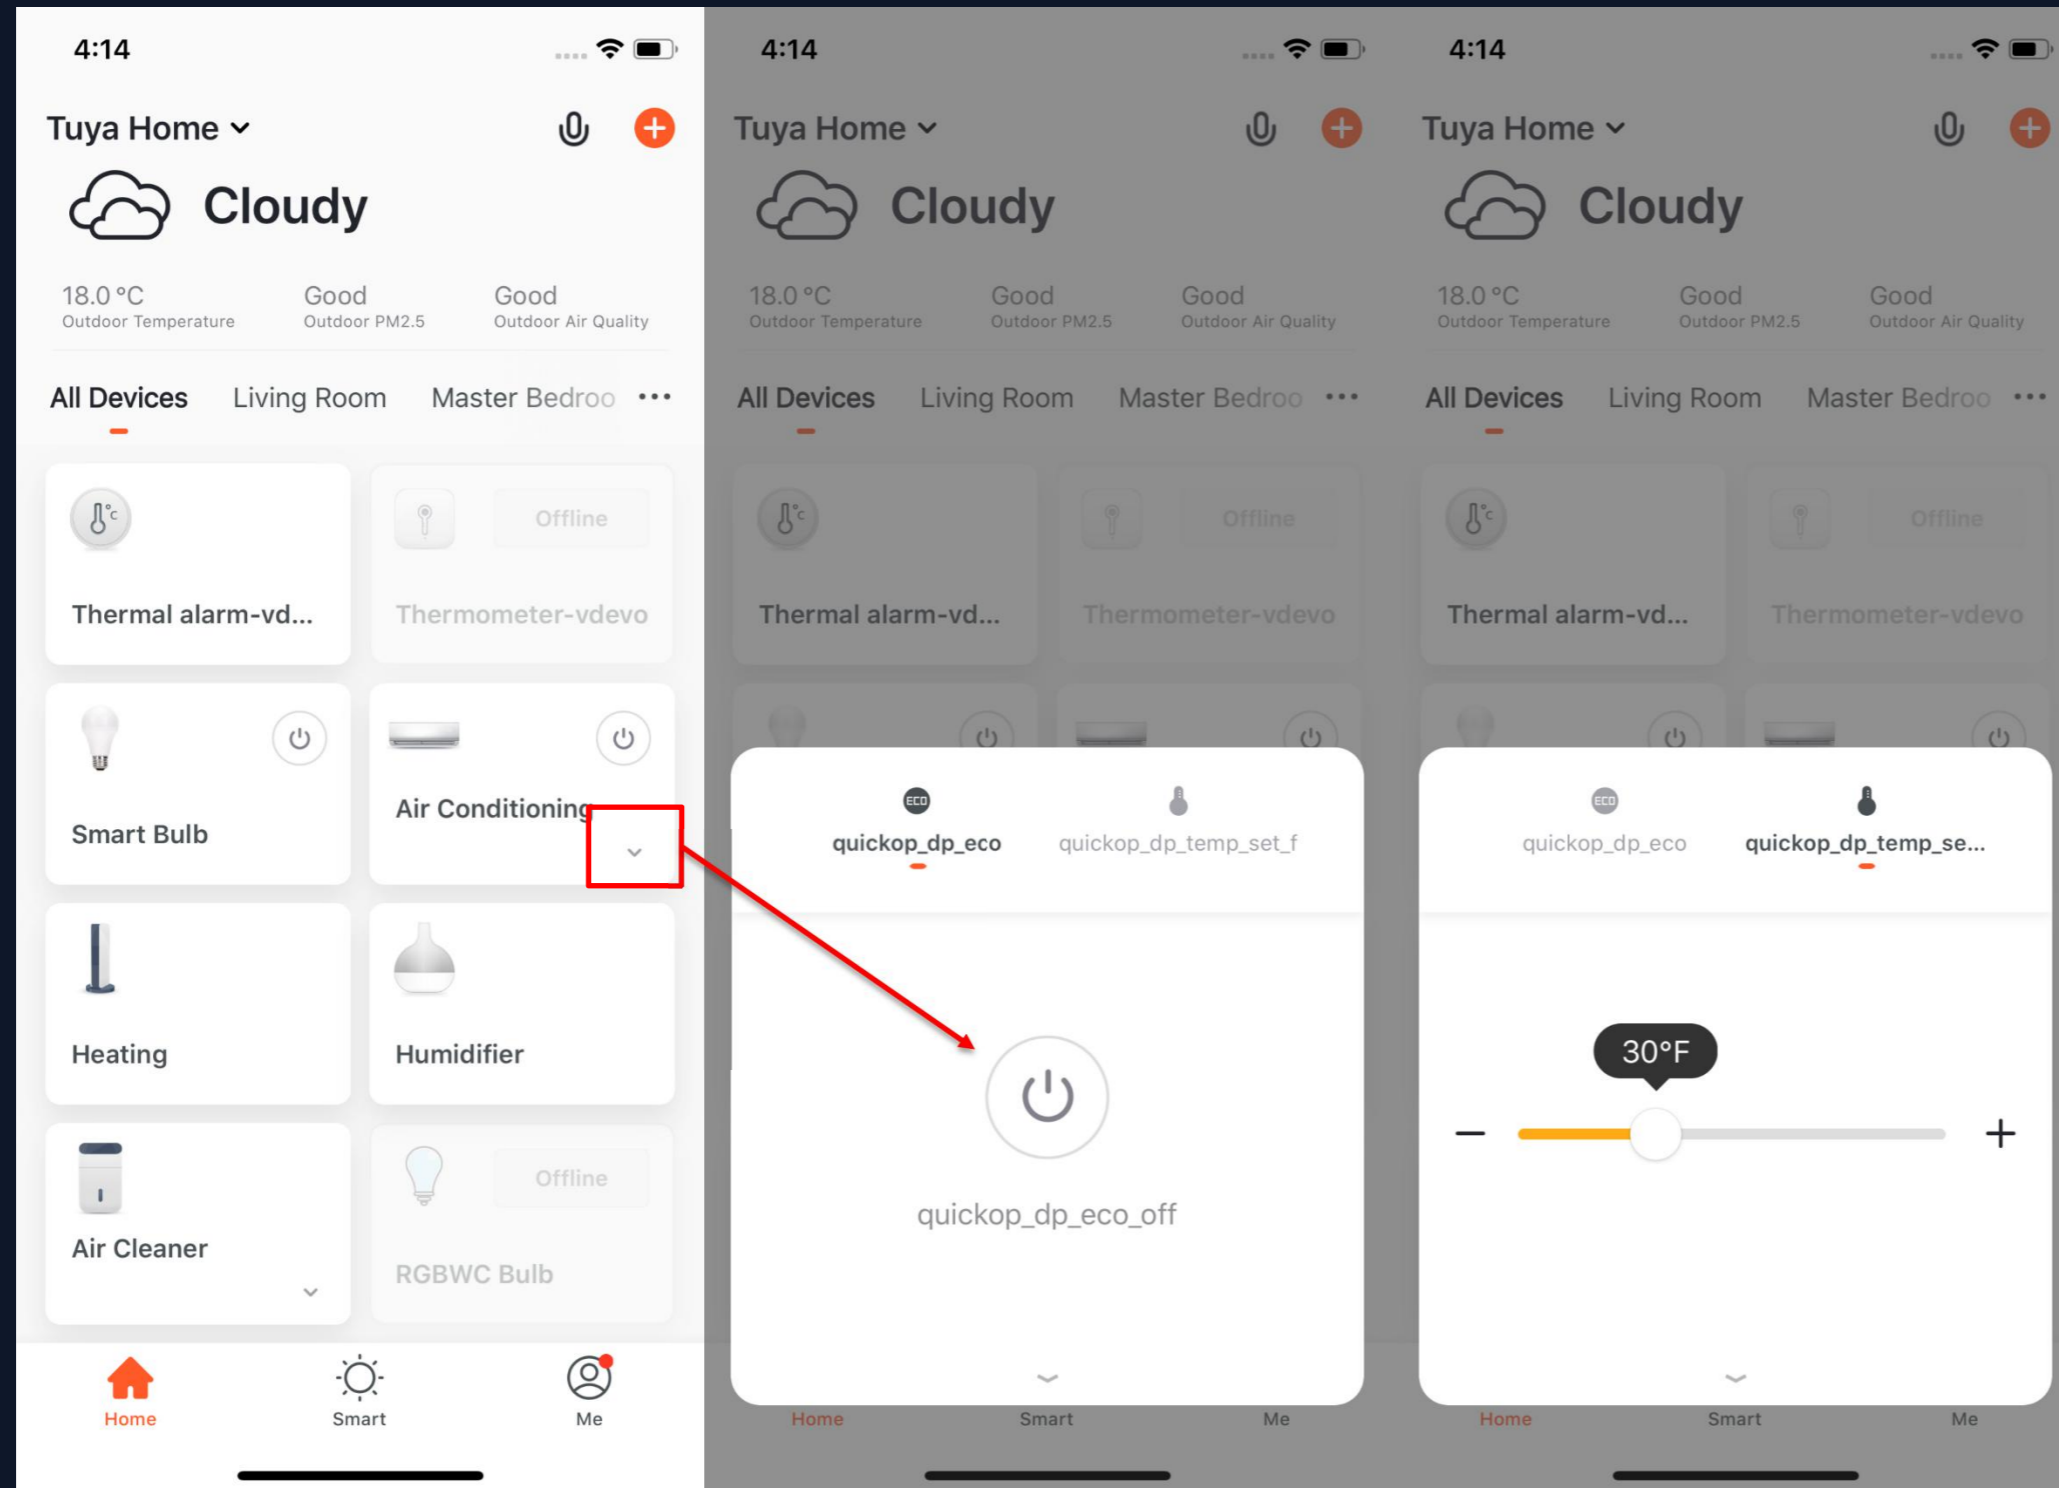 4:14
Tuya Home
Cloudy
18.0 °C Good Good
Outdoor Temperature Outdoor PM2.5 Outdoor Air Quality
All Devices Living Room Master Bedroo
°c
Offline
Thermal alarm-vd... Thermometer-vdevo
Smart Bulb
Air Conditioning
Heating Humidifier
Offline
Air Cleaner
RGBWC Bulb
Home Smart Me
4:14
Tuya Home
Cloudy
18.0 °C Good Good
Outdoor Temperature Outdoor PM2.5 Outdoor Air Quality
All Devices Living Room Master Bedroo
°c
Offline
Thermal alarm-vd... Thermometer-vdevo
ECO
quickop_dp_eco quickop_dp_temp_set_f
quickop_dp_eco_off
Home Smart Me
4:14
Tuya Home
Cloudy
18.0 °C Good Good
Outdoor Temperature Outdoor PM2.5 Outdoor Air Quality
All Devices Living Room Master Bedroo
°c
Offline
Thermal alarm-vd... Thermometer-vdevo
ECO
quickop_dp_eco quickop_dp_temp_se...
30°F
Home Smart Me